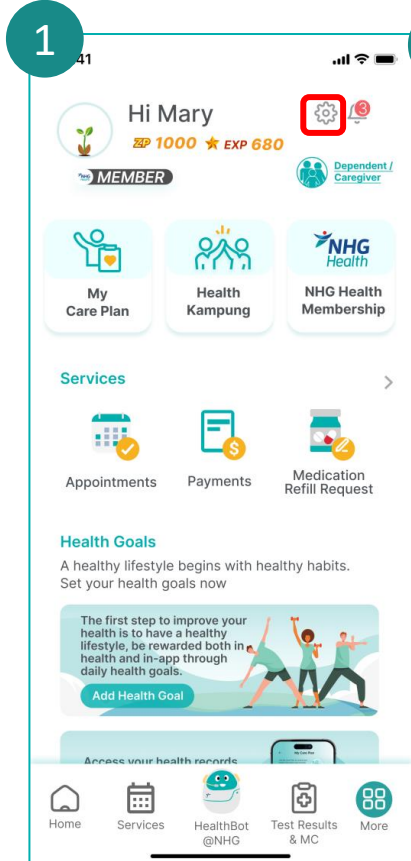 1
41
Hi Mary
3
ZP 1000 EXP 680
NHG MEMBER
Dependent /
Caregiver
My
Care Plan
Health
Kampung
NHG
Health
NHG Health
Membership
Services
Appointments
Payments
Medication
Refill Request
Health Goals
A healthy lifestyle begins with healthy habits.
Set your health goals now
The first step to improve your
health is to have a healthy
lifestyle, be rewarded both in
health and in-app through
daily health goals.
Add Health Goal
Access your health records
My Care Plan
Home
Services
HealthBot
@NHG
Test Results
& MC
More